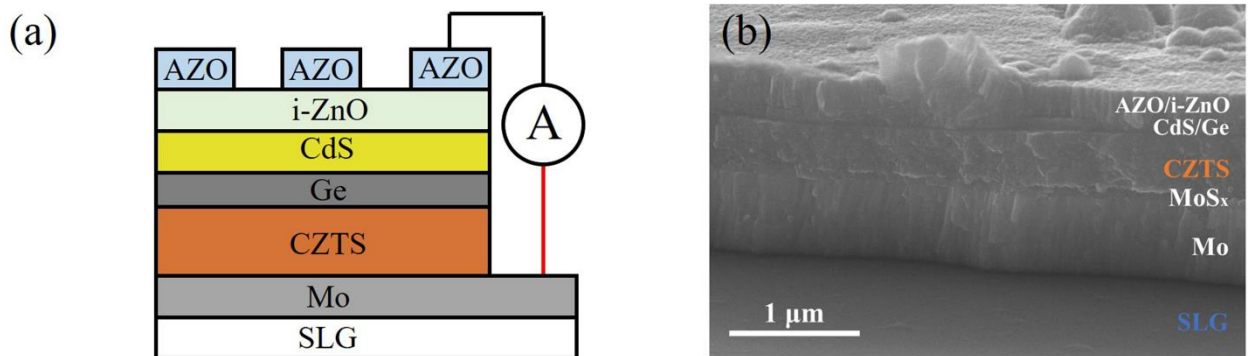 (a)
AZO AZO AZO
i-ZnO
CdS
Ge
CZTS
Mo
SLG
A
(b)
AZO/i-ZnO
CdS/Ge
CZTS
MoSx
Mo
SLG
1 μm